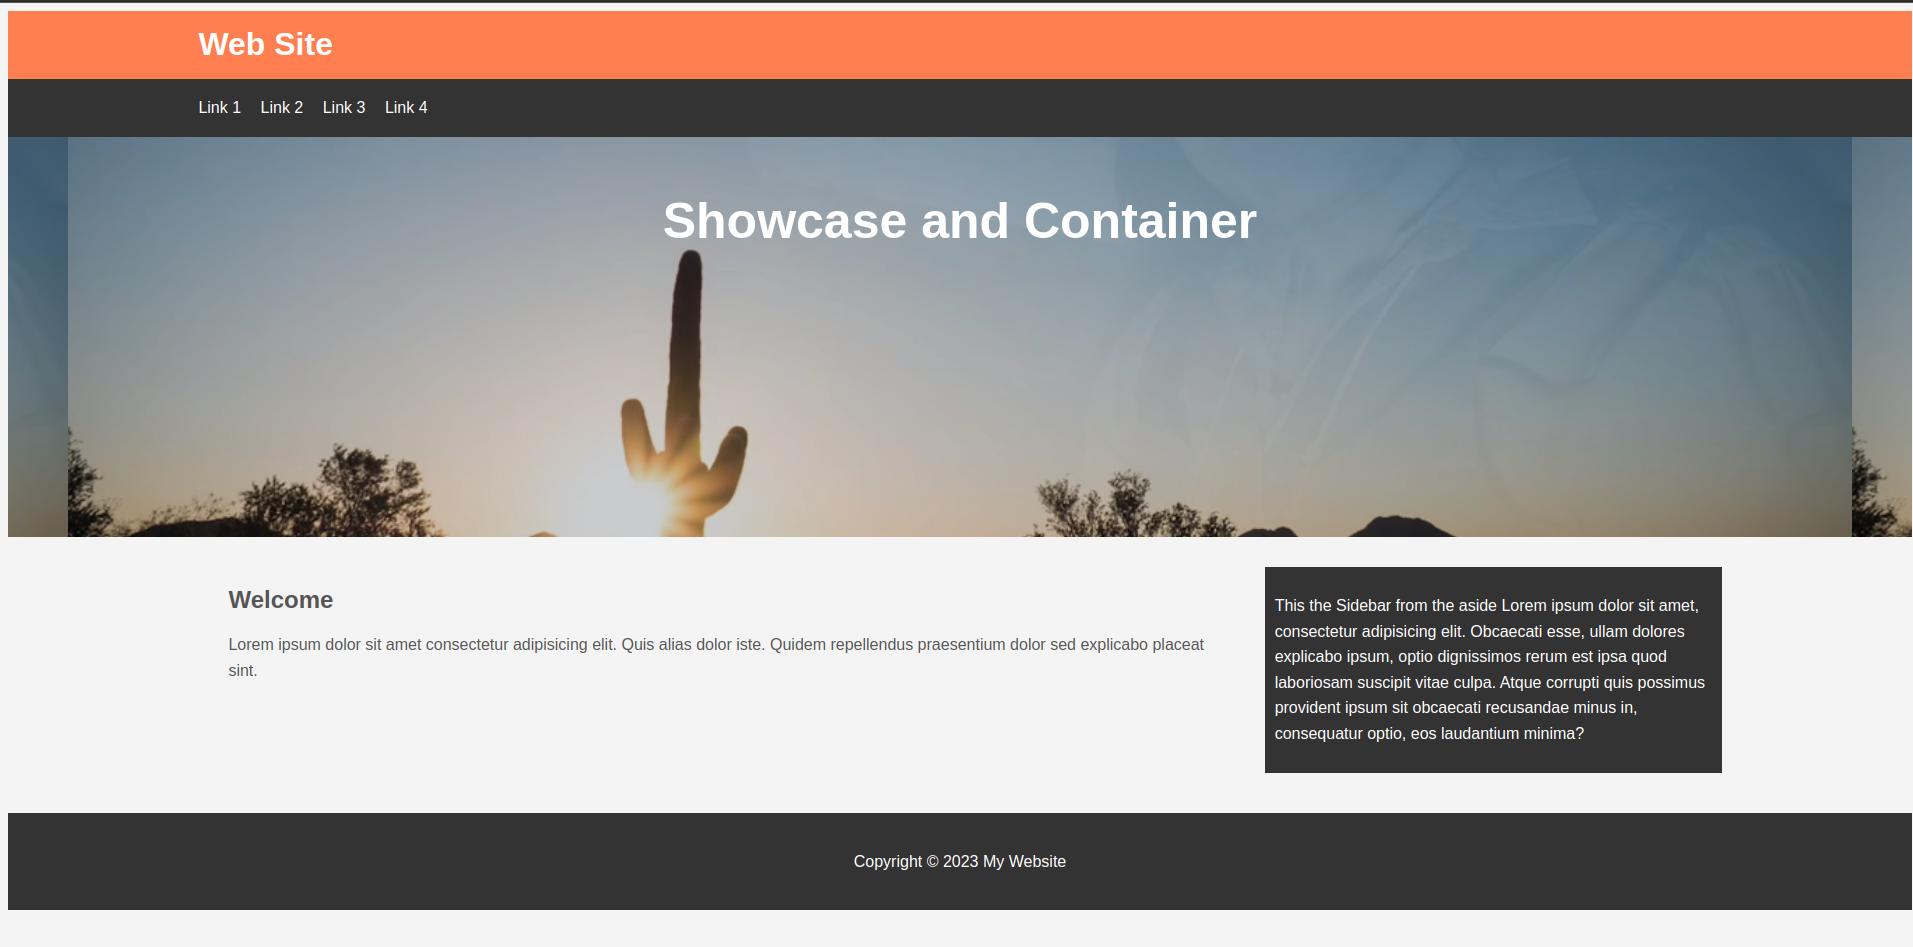 Web Site
Link 1 Link 2 Link 3 Link 4
Showcase and Container
Welcome
Lorem ipsum dolor sit amet consectetur adipisicing elit. Quis alias dolor iste. Quidem repellendus praesentium dolor sed explicabo placeat
sint.
This the Sidebar from the aside Lorem ipsum dolor sit amet,
consectetur adipisicing elit. Obcaecati esse, ullam dolores
explicabo ipsum, optio dignissimos rerum est ipsa quod
laboriosam suscipit vitae culpa. Atque corrupti quis possimus
provident ipsum sit obcaecati recusandae minus in,
consequatur optio, eos laudantium minima?
Copyright © 2023 My Website